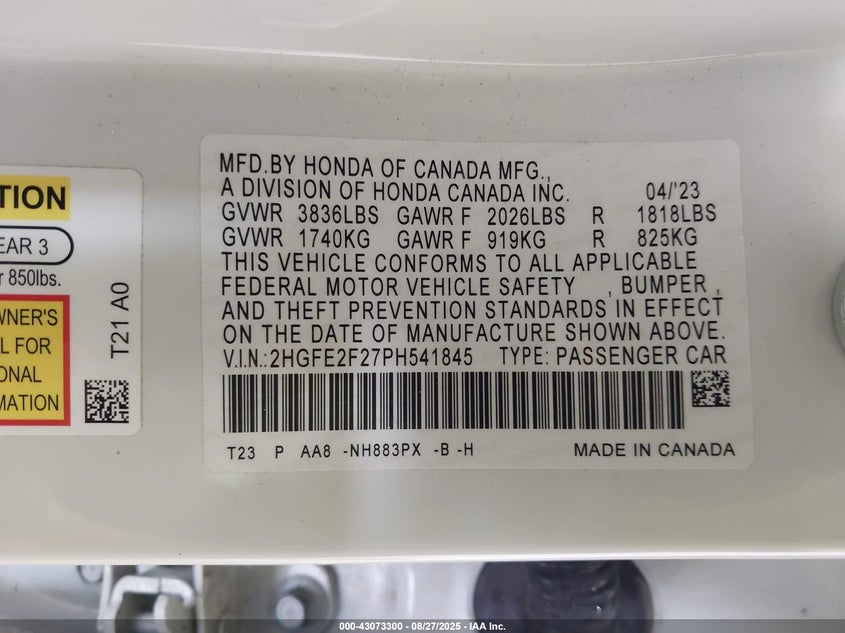 TION
EAR 3
r 850lbs.
WNER'S
L FOR
ONAL
MATION
T21 A0
MFD.BY HONDA OF CANADA MFG.,
A DIVISION OF HONDA CANADA INC. 04/'23
GVWR 3836LBS GAWR F 2026LBS R 1818LBS
GVWR 1740KG GAWR F 919KG R 825KG
THIS VEHICLE CONFORMS TO ALL APPLICABLE
FEDERAL MOTOR VEHICLE SAFETY , BUMPER ,
AND THEFT PREVENTION STANDARDS IN EFFECT
ON THE DATE OF MANUFACTURE SHOWN ABOVE.
V.I.N.:2HGFE2F27PH541845 TYPE: PASSENGER CAR
T23 P AA8 -NH883PX -B -H MADE IN CANADA
000-43073300 - 08/27/2025 - IAA Inc.